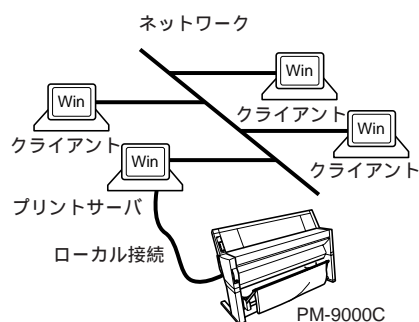 ネットワーク
Win
クライアント
Win
クライアント
Win
クライアント
Win
プリントサーバ
ローカル接続
PM-9000C